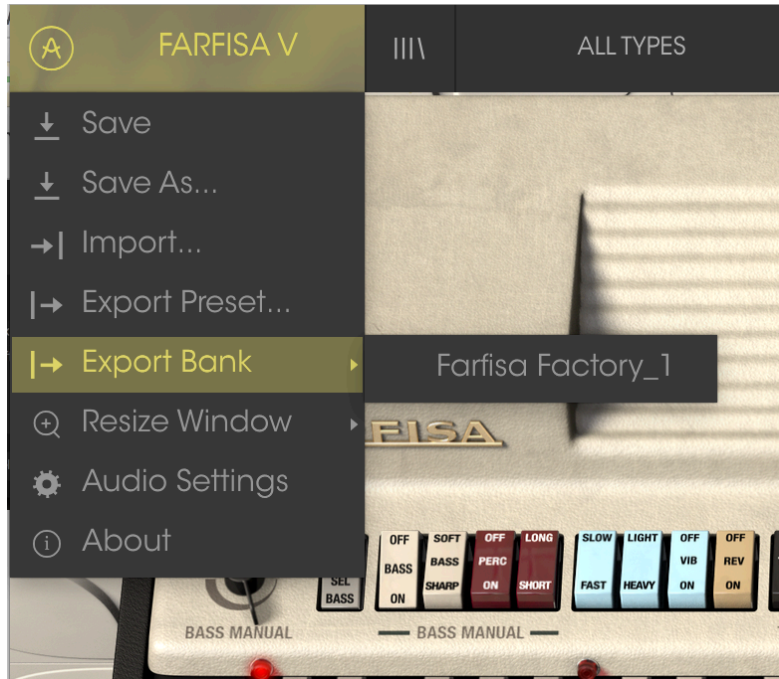 FARFISA V
ALL TYPES
Save
Save As...
Import...
Export Preset...
Export Bank
Farfisa Factory_1
Resize Window
FISA
Audio Settings
About
OFF SOFT OFF LONG SLOW LIGHT OFF OFF
BASS BASS PERC VIB REV
SEL
BASS ON SHARP ON SHORT FAST HEAVY ON ON
BASS MANUAL
BASS MANUAL